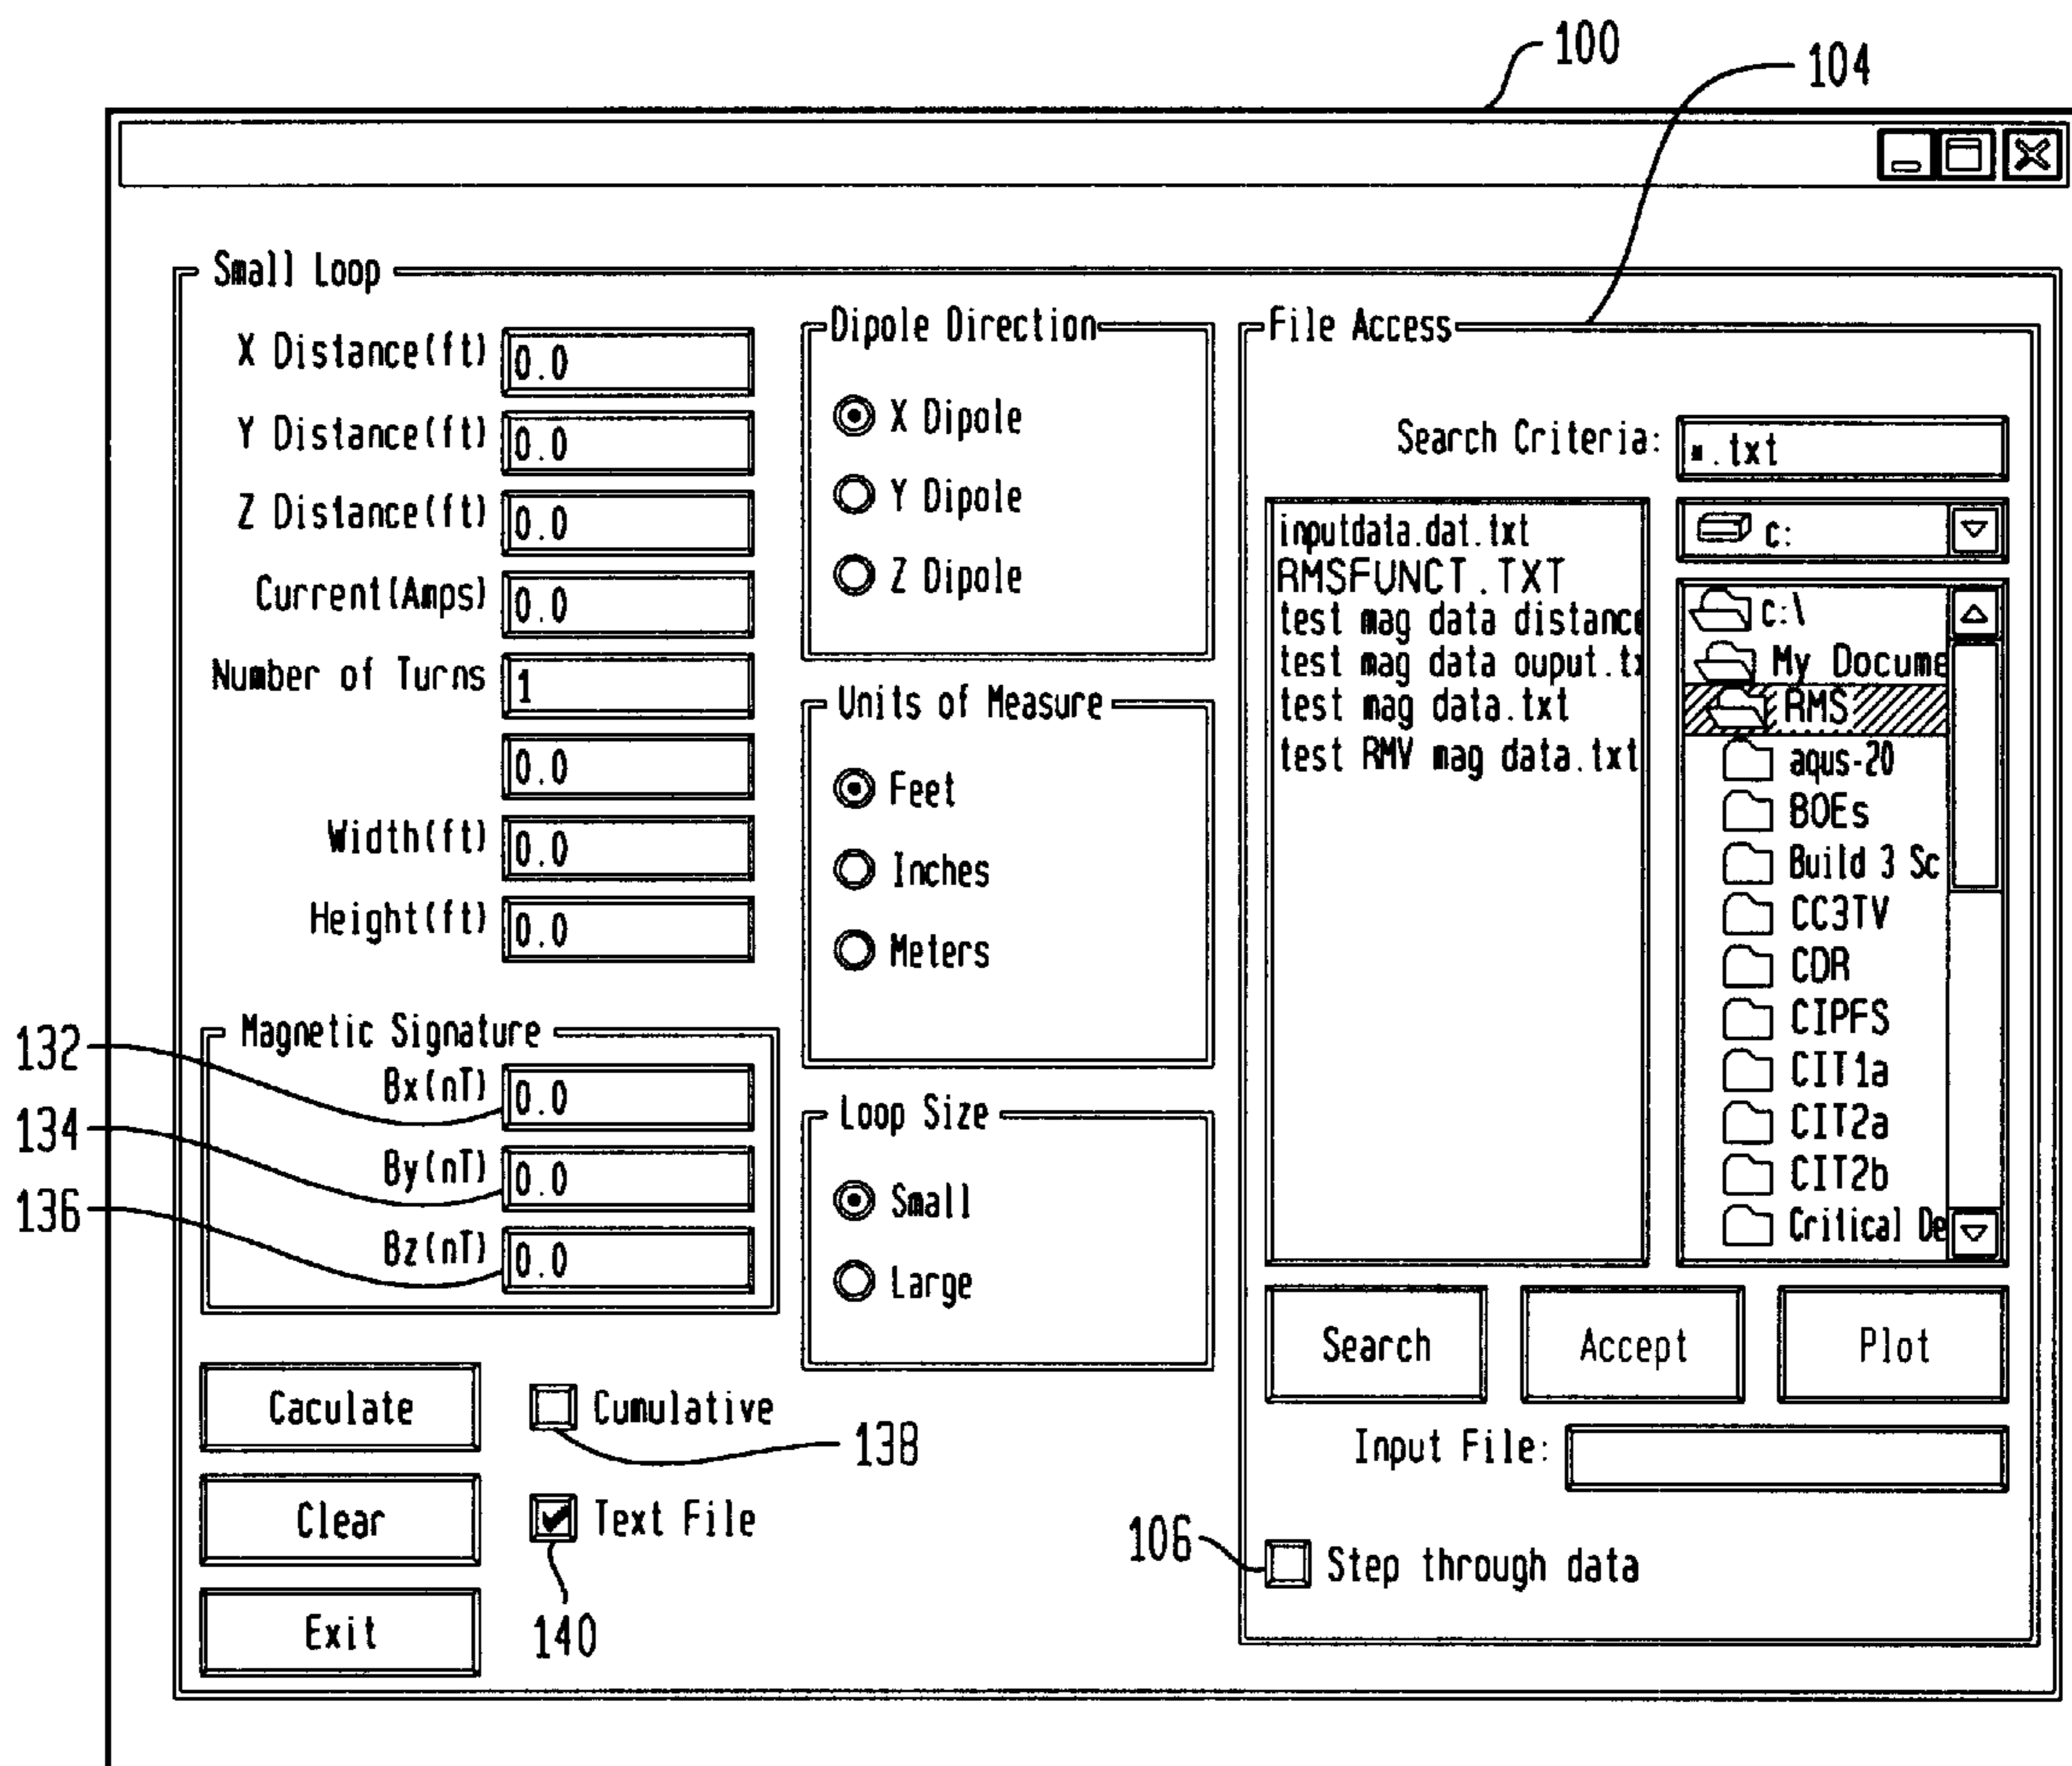 100
104
Small Loop
X Distance(ft) 0.0
Y Distance(ft) 0.0
Z Distance(ft) 0.0
Current(Amps) 0.0
Number of Turns 1
0.0
Width(ft) 0.0
Height(ft) 0.0
Magnetic Signature
132
Bx(nT) 0.0
134
By(nT) 0.0
136
Bz(nT) 0.0
Caculate
Clear
Exit
Cumulative
138
Text File
140
Dipole Direction
X Dipole
Y Dipole
Z Dipole
Units of Measure
Feet
Inches
Meters
Loop Size
Small
Large
File Access
Search Criteria: *.txt
inputdata.dat.txt
RMSFUNCT.TXT
test mag data distance
test mag data ouput.tx
test mag data.txt
test RMV mag data.txt
c:
c:\
My Docume
RMS
aqus-20
BOEs
Build 3 Sc
CC3TV
CDR
CIPFS
CIT1a
CIT2a
CIT2b
Critical De
Search
Accept
Plot
Input File:
106
Step through data